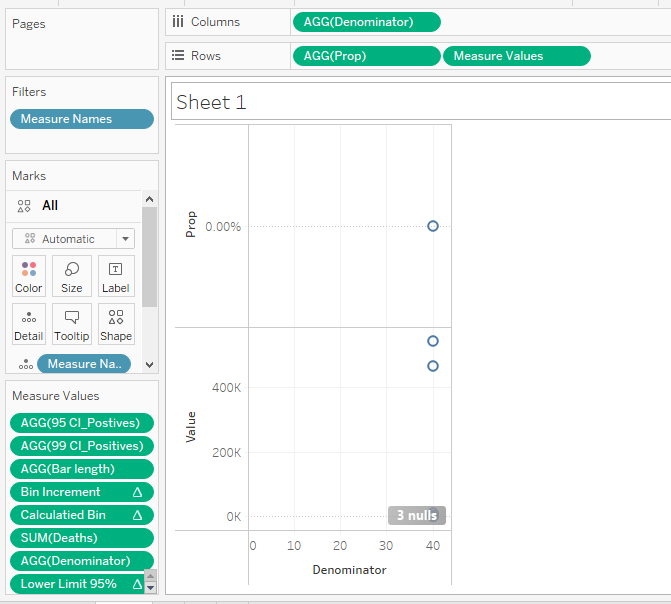 Pages
Columns
AGG(Denominator)
Rows
AGG(Prop)
Measure Values
Filters
Measure Names
Marks
All
Automatic
Color
Size
Label
Detail
Tooltip
Shape
Measure Na..
Measure Values
AGG(95 CI_Postives)
AGG(99 CI_Positives)
AGG(Bar length)
Bin Increment
Calculatied Bin
SUM(Deaths)
AGG(Denominator)
Lower Limit 95%
Sheet 1
Prop
0.00%
Value
400K
200K
0K
3 nulls
0 10 20 30 40
Denominator